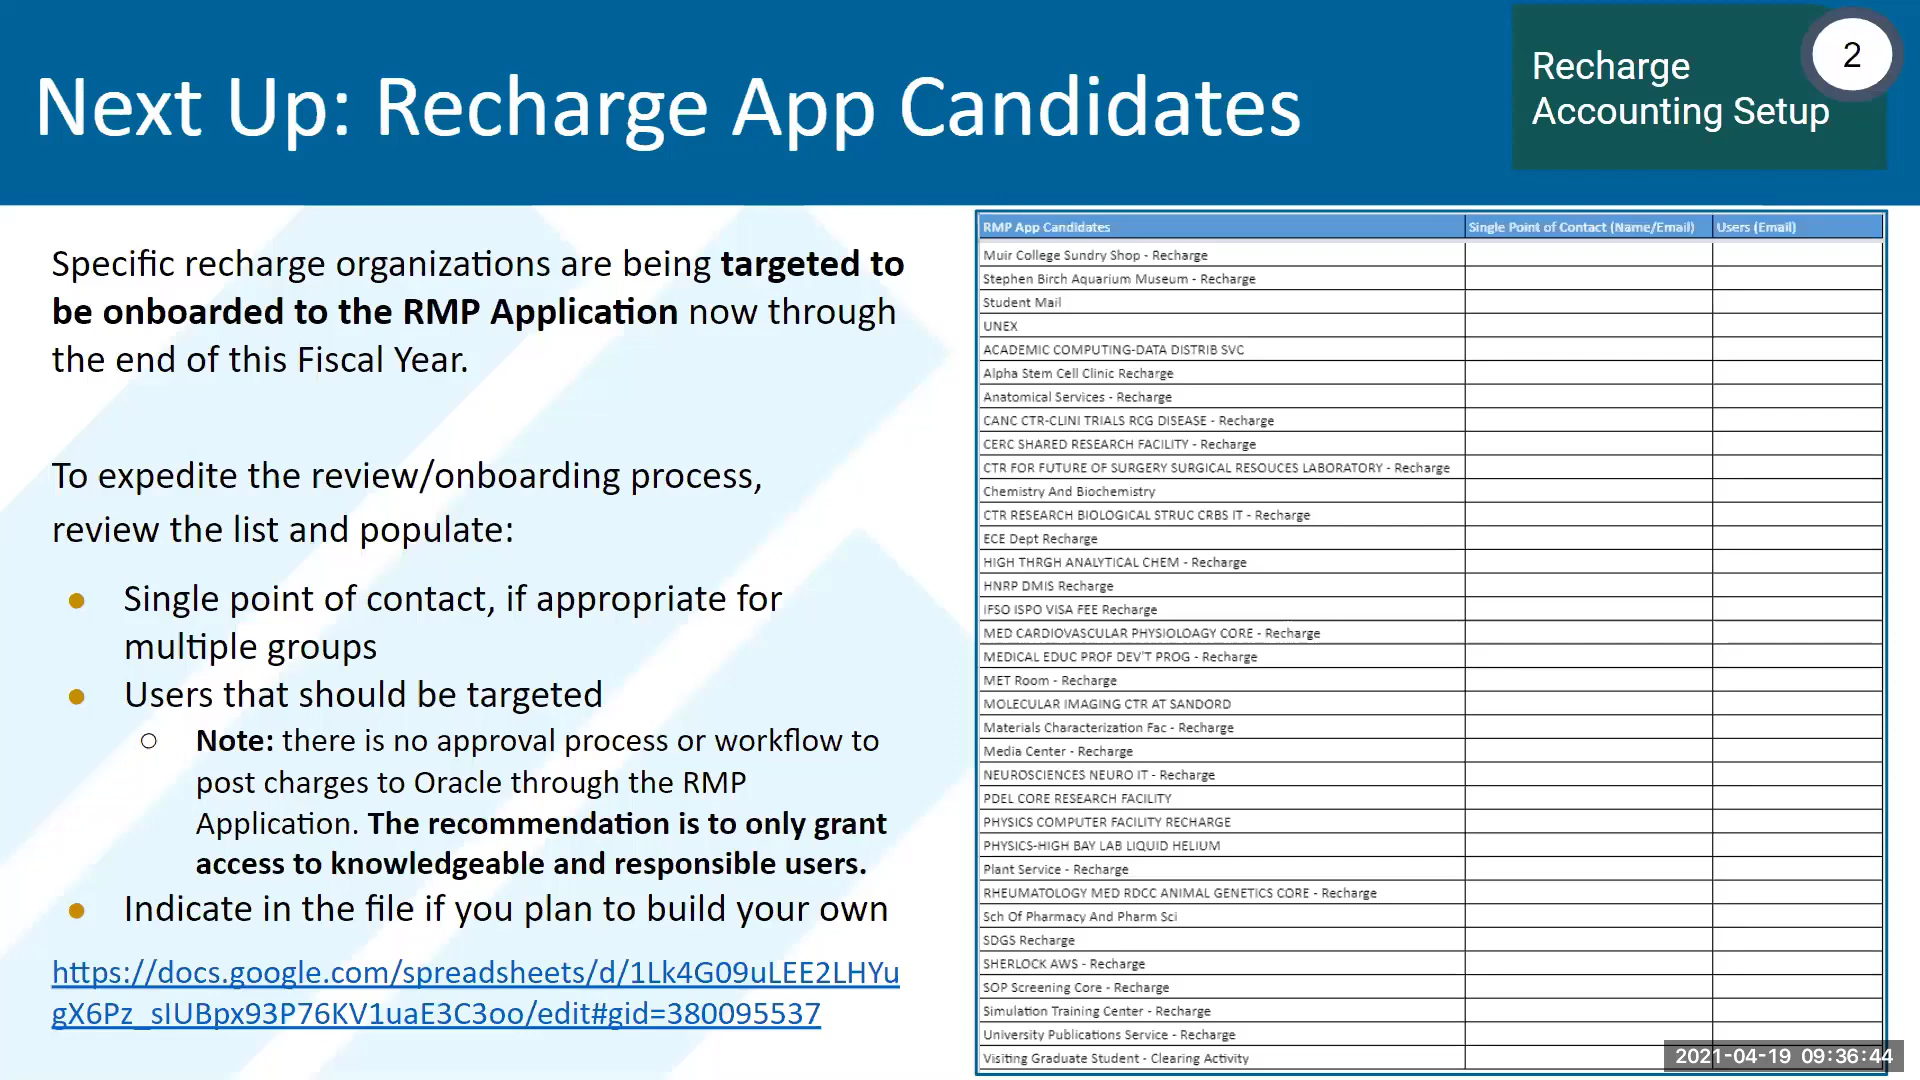 Next Up: Recharge App Candidates
Recharge
Accounting Setup
2
Specific recharge organizations are being targeted to
be onboarded to the RMP Application now through
the end of this Fiscal Year.
To expedite the review/onboarding process,
review the list and populate:
● Single point of contact, if appropriate for
multiple groups
● Users that should be targeted
○ Note: there is no approval process or workflow to
post charges to Oracle through the RMP
Application. The recommendation is to only grant
access to knowledgeable and responsible users.
● Indicate in the file if you plan to build your own
https://docs.google.com/spreadsheets/d/1Lk4G09uLEE2LHYu
gX6Pz_sIUBpx93P76KV1uaE3C3oo/edit#gid=380095537
RMP App Candidates Single Point of Contact (Name/Email) Users (Email)
Muir College Sundry Shop - Recharge
Stephen Birch Aquarium Museum - Recharge
Student Mail
UNEX
ACADEMIC COMPUTING-DATA DISTRIB SVC
Alpha Stem Cell Clinic Recharge
Anatomical Services - Recharge
CANC CTR-CLINI TRIALS RCG DISEASE - Recharge
CERC SHARED RESEARCH FACILITY - Recharge
CTR FOR FUTURE OF SURGERY SURGICAL RESOUCES LABORATORY - Recharge
Chemistry And Biochemistry
CTR RESEARCH BIOLOGICAL STRUC CRBS IT - Recharge
ECE Dept Recharge
HIGH THRGH ANALYTICAL CHEM - Recharge
HNRP DMIS Recharge
IFSO ISPO VISA FEE Recharge
MED CARDIOVASCULAR PHYSIOLOAGY CORE - Recharge
MEDICAL EDUC PROF DEV'T PROG - Recharge
MET Room - Recharge
MOLECULAR IMAGING CTR AT SANDORD
Materials Characterization Fac - Recharge
Media Center - Recharge
NEUROSCIENCES NEURO IT - Recharge
PDEL CORE RESEARCH FACILITY
PHYSICS COMPUTER FACILITY RECHARGE
PHYSICS-HIGH BAY LAB LIQUID HELIUM
Plant Service - Recharge
RHEUMATOLOGY MED RDCC ANIMAL GENETICS CORE - Recharge
Sch Of Pharmacy And Pharm Sci
SDGS Recharge
SHERLOCK AWS - Recharge
SOP Screening Core - Recharge
Simulation Training Center - Recharge
University Publications Service - Recharge
Visiting Graduate Student - Clearing Activity
2021-04-19 09:36:44